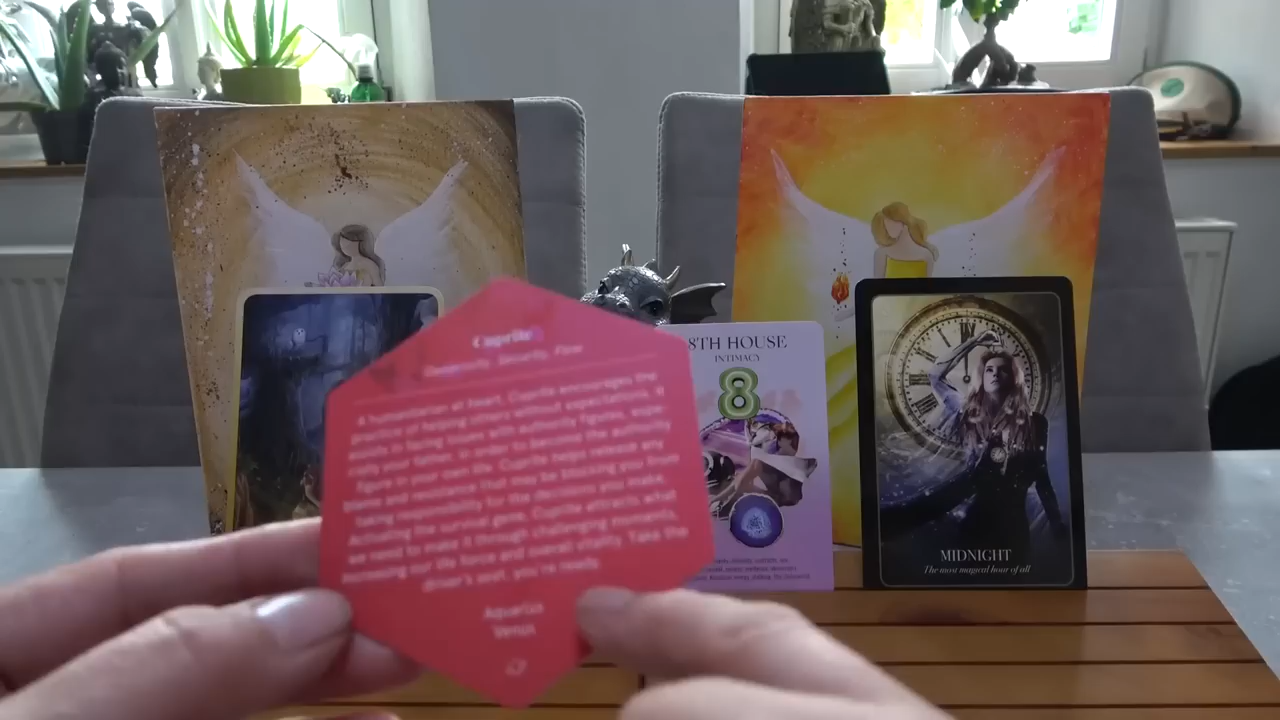 Cuprite
Generosity. Security. Flow
A humanitarian at heart, Cuprite encourages the
practice of helping others without expectations. It
assists in facing issues with authority figures, espe-
cially your father, in order to become the authority
figure in your own life. Cuprite helps release any
fears and resistance that may be blocking you from
taking responsibility for the decisions you make.
Activating the survival gene, Cuprite attracts what
we need to make it through challenging moments,
increasing our life force and overall vitality. Take the
driver's seat, you're ready.
Aquarius
Venus
8TH HOUSE
INTIMACY
8
MIDNIGHT
The most magical hour of all